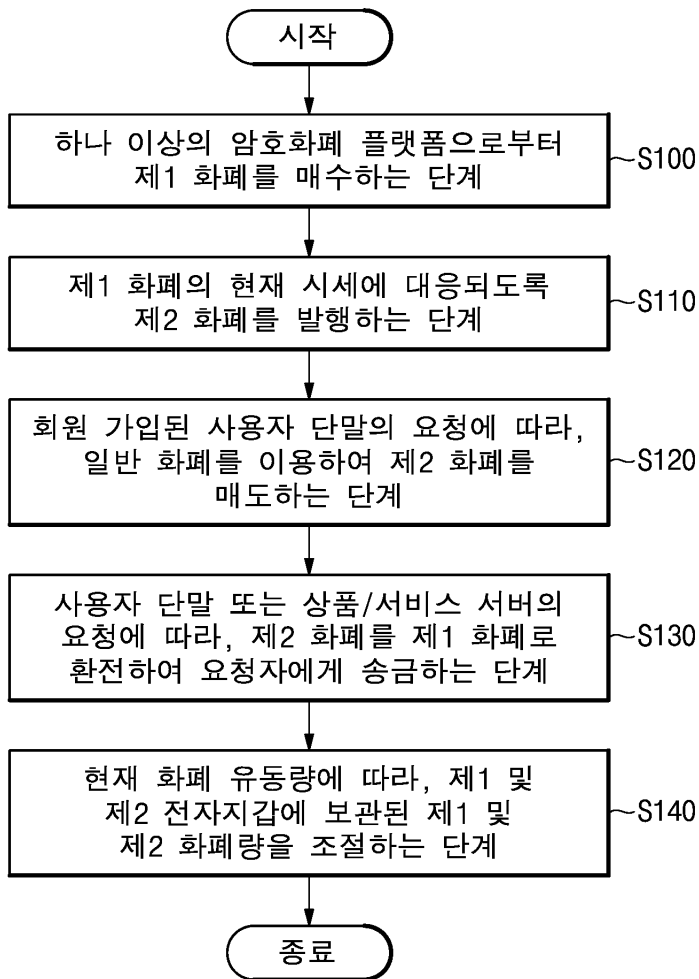 시작
하나 이상의 암호화폐 플랫폼으로부터
제1 화폐를 매수하는 단계
S100
제1 화폐의 현재 시세에 대응되도록
제2 화폐를 발행하는 단계
S110
회원 가입된 사용자 단말의 요청에 따라,
일반 화폐를 이용하여 제2 화폐를
매도하는 단계
S120
사용자 단말 또는 상품/서비스 서버의
요청에 따라, 제2 화폐를 제1 화폐로
환전하여 요청자에게 송금하는 단계
S130
현재 화폐 유동량에 따라, 제1 및
제2 전자지갑에 보관된 제1 및
제2 화폐량을 조절하는 단계
S140
종료